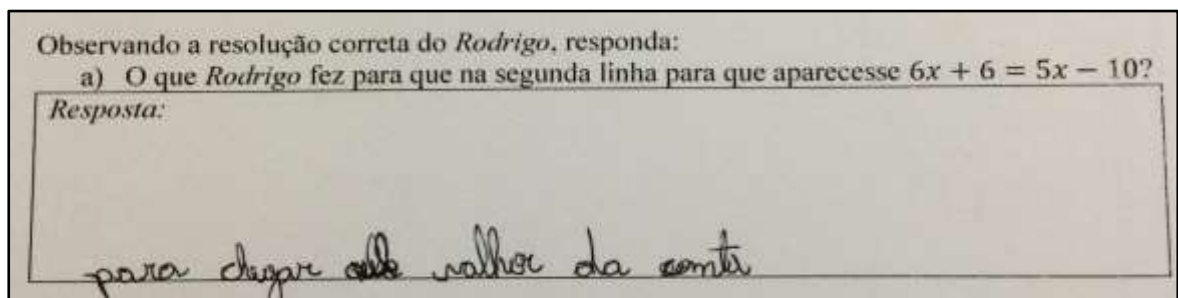 Observando a resolução correta do Rodrigo, responda:
a) O que Rodrigo fez para que na segunda linha para que aparecesse 6x + 6 = 5x − 10?
Resposta:
para chegar valhor da conta